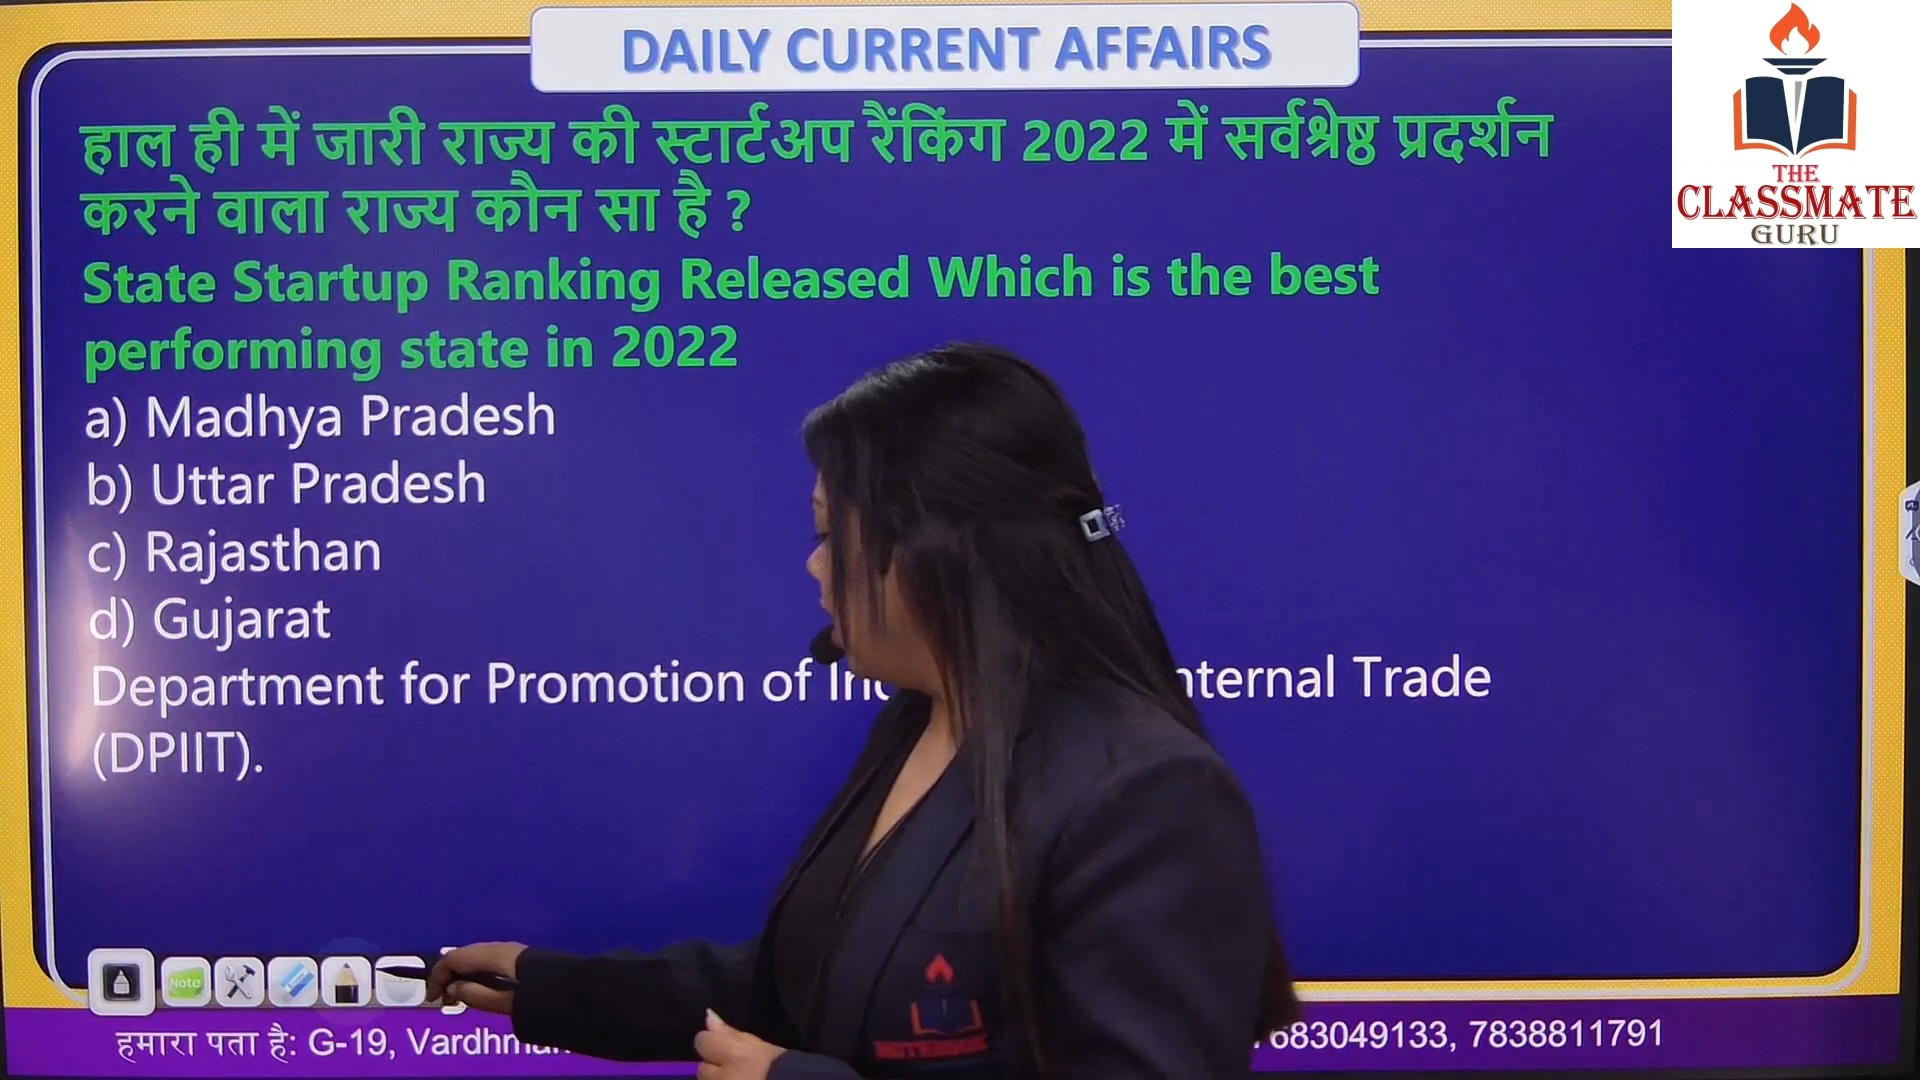 DAILY CURRENT AFFAIRS
THE
CLASSMATE
GURU
हाल ही में जारी राज्य की स्टार्टअप रैंकिंग 2022 में सर्वश्रेष्ठ प्रदर्शन
करने वाला राज्य कौन सा है ?
State Startup Ranking Released Which is the best
performing state in 2022
a) Madhya Pradesh
b) Uttar Pradesh
c) Rajasthan
d) Gujarat
Department for Promotion of nternal Trade
(DPIIT).
Note
हमारा पता है: G-19, 683049133, 7838811791